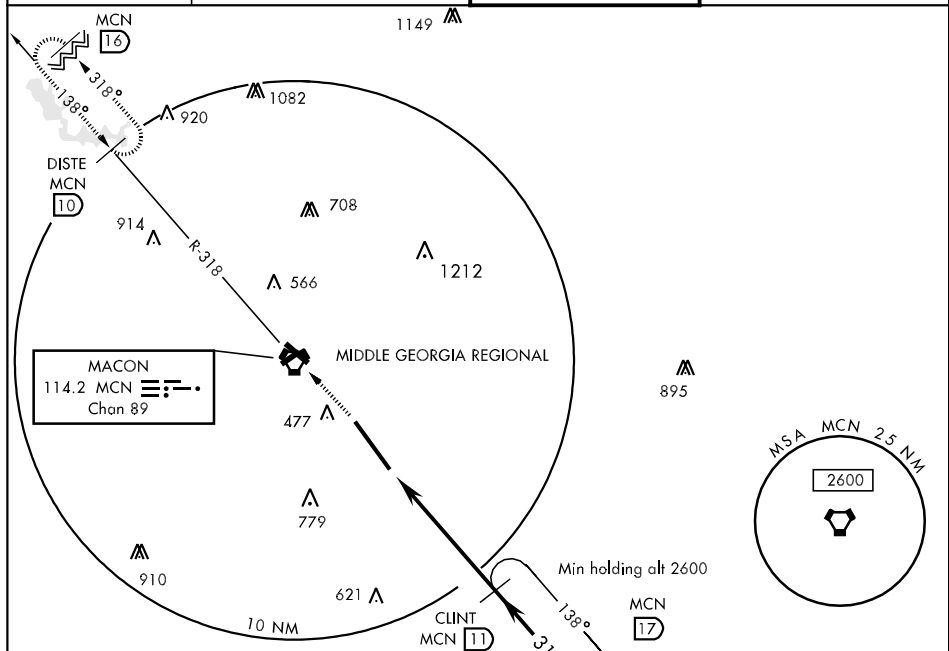 1149
MCN
16
318°
138°
920
1082
DISTE
MCN
10
708
914
1212
R-318
566
MIDDLE GEORGIA REGIONAL
MACON
114.2 MCN
Chan 89
895
477
MSA MCN 25 NM
2600
779
910
Min holding alt 2600
621
138°
MCN
17
10 NM
CLINT
MCN 11